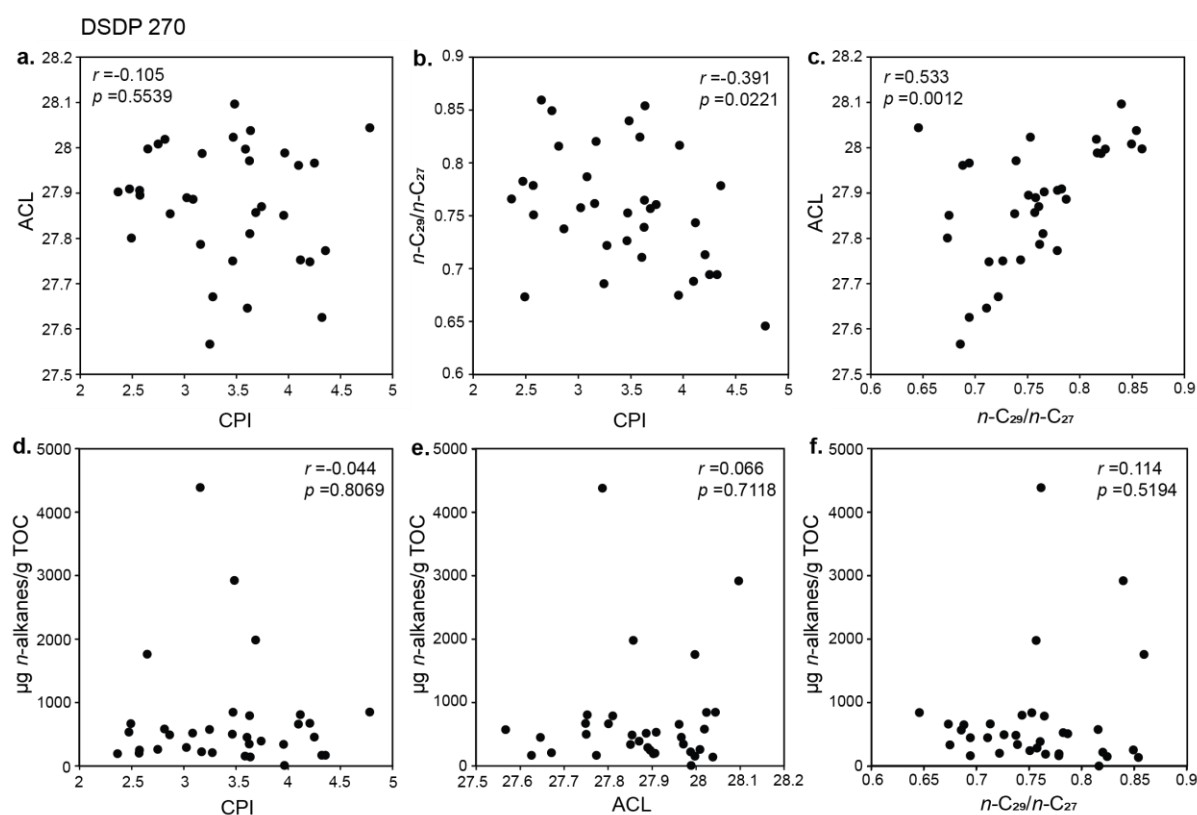 DSDP 270
a.
r =-0.105
p =0.5539
ACL
28.2
28.1
28
27.9
27.8
27.7
27.6
27.5
2 2.5 3 3.5 4 4.5 5
CPI
b.
r =-0.391
p =0.0221
n-C₂₉/n-C₂₇
0.9
0.85
0.8
0.75
0.7
0.65
0.6
2 2.5 3 3.5 4 4.5 5
CPI
c.
r =0.533
p =0.0012
ACL
28.2
28.1
28
27.9
27.8
27.7
27.6
27.5
0.6 0.65 0.7 0.75 0.8 0.85 0.9
n-C₂₉/n-C₂₇
d.
r =-0.044
p =0.8069
µg n-alkanes/g TOC
5000
4000
3000
2000
1000
0
2 2.5 3 3.5 4 4.5 5
CPI
e.
r =0.066
p =0.7118
µg n-alkanes/g TOC
5000
4000
3000
2000
1000
0
27.5 27.6 27.7 27.8 27.9 28 28.1 28.2
ACL
f.
r =0.114
p =0.5194
µg n-alkanes/g TOC
5000
4000
3000
2000
1000
0
0.6 0.65 0.7 0.75 0.8 0.85 0.9
n-C₂₉/n-C₂₇